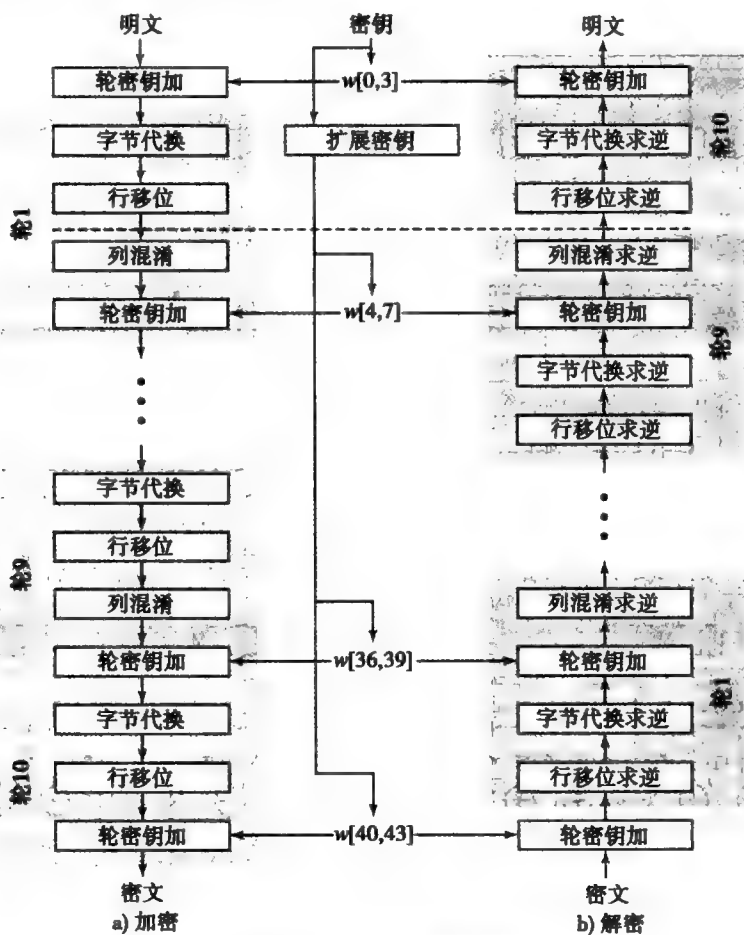 明文
轮密钥加
字节代换
行移位
轮1
列混淆
轮密钥加
字节代换
行移位
轮9
列混淆
轮密钥加
字节代换
轮10
行移位
轮密钥加
密文
a) 加密
密钥
w[0,3]
扩展密钥
w[4,7]
w[36,39]
w[40,43]
明文
轮密钥加
轮10
字节代换求逆
行移位求逆
列混淆求逆
轮密钥加
轮9
字节代换求逆
行移位求逆
列混淆求逆
轮密钥加
轮1
字节代换求逆
行移位求逆
轮密钥加
密文
b) 解密